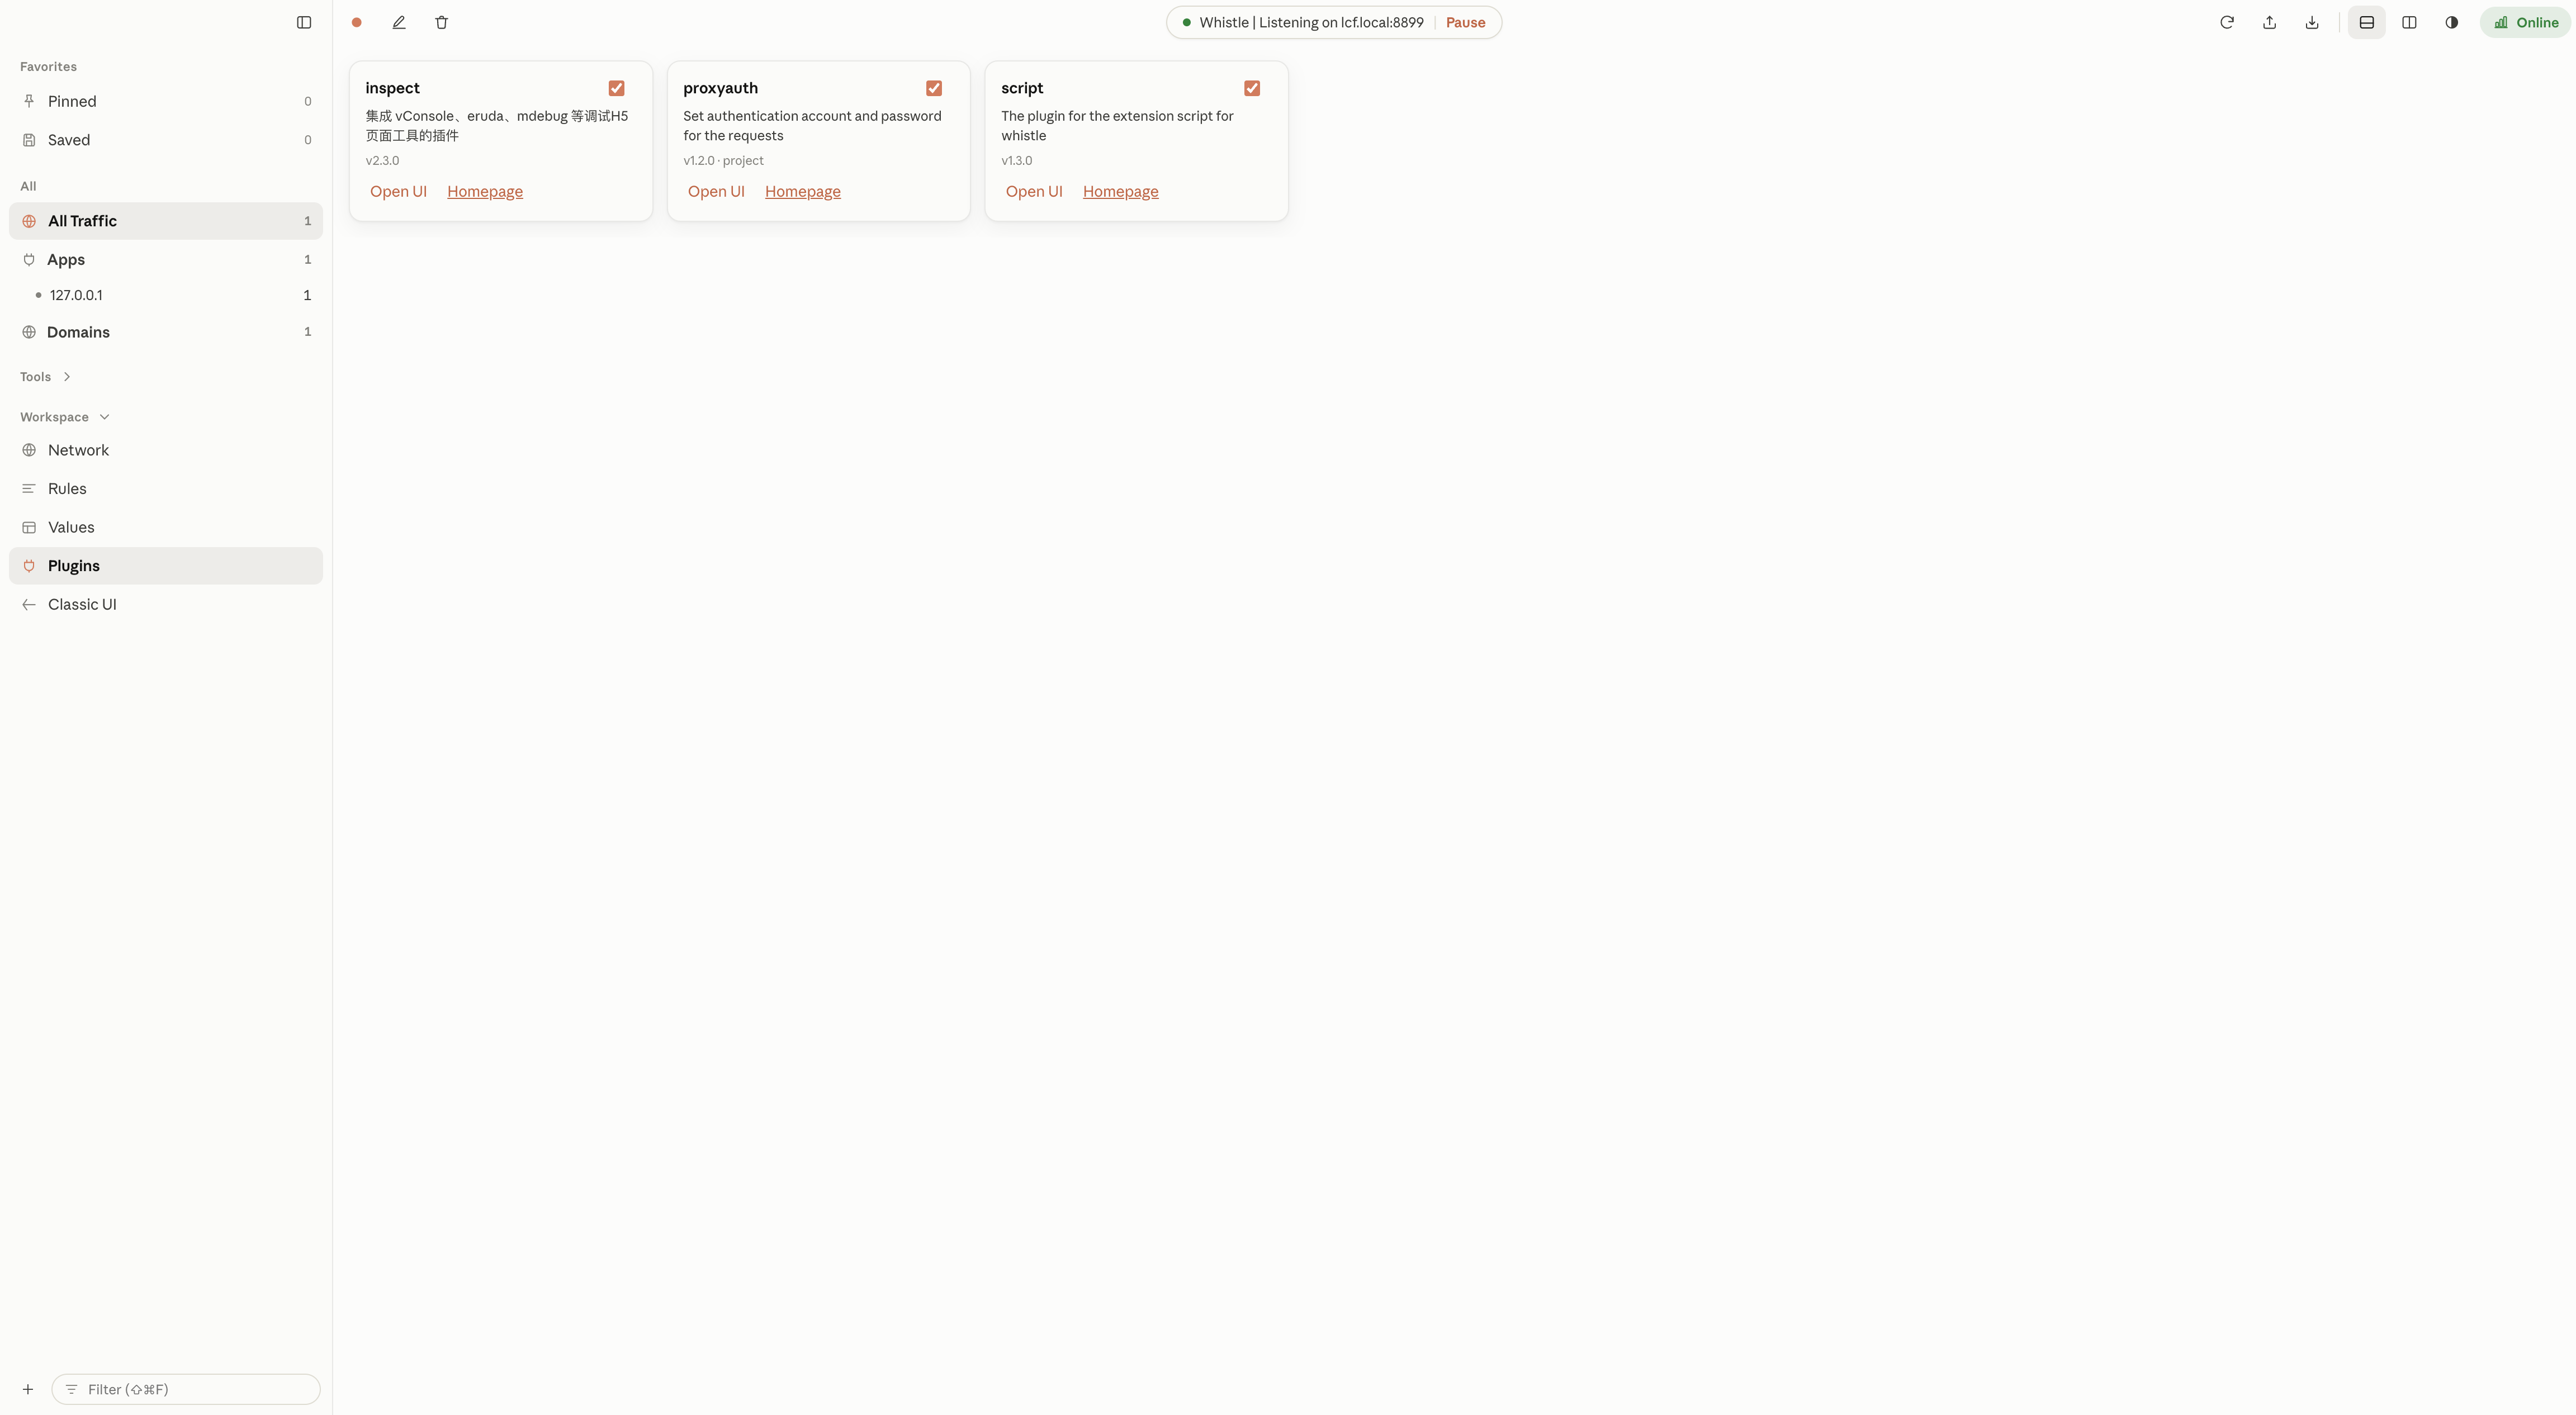 Whistle | Listening on lcf.local:8899
Pause
Online
Favorites
Pinned 0
Saved 0
All
All Traffic 1
Apps 1
127.0.0.1 1
Domains 1
Tools
Workspace
Network
Rules
Values
Plugins
Classic UI
Filter (⇧⌘F)
inspect
集成 vConsole、eruda、mdebug 等调试H5
页面工具的插件
v2.3.0
Open UI Homepage
proxyauth
Set authentication account and password
for the requests
v1.2.0 · project
Open UI Homepage
script
The plugin for the extension script for
whistle
v1.3.0
Open UI Homepage